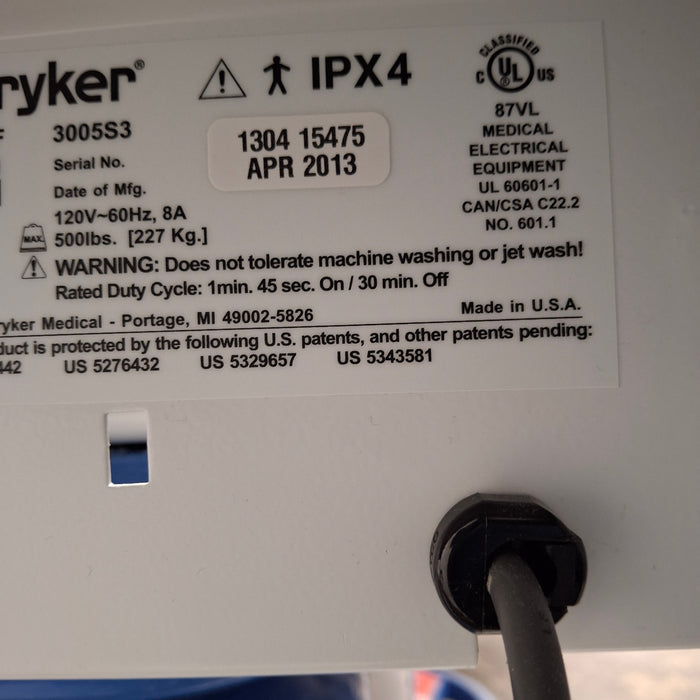 ryker®
IPX4
CLASSIFIED
C UL US
®
3005S3
Serial No.
1304 15475
Date of Mfg.
APR 2013
87VL
MEDICAL
ELECTRICAL
EQUIPMENT
UL 60601-1
CAN/CSA C22.2
NO. 601.1
120V~60Hz, 8A
MAX
500lbs. [227 Kg.]
WARNING: Does not tolerate machine washing or jet wash!
Rated Duty Cycle: 1min. 45 sec. On / 30 min. Off
ryker Medical - Portage, MI 49002-5826
Made in U.S.A.
duct is protected by the following U.S. patents, and other patents pending:
442 US 5276432 US 5329657 US 5343581